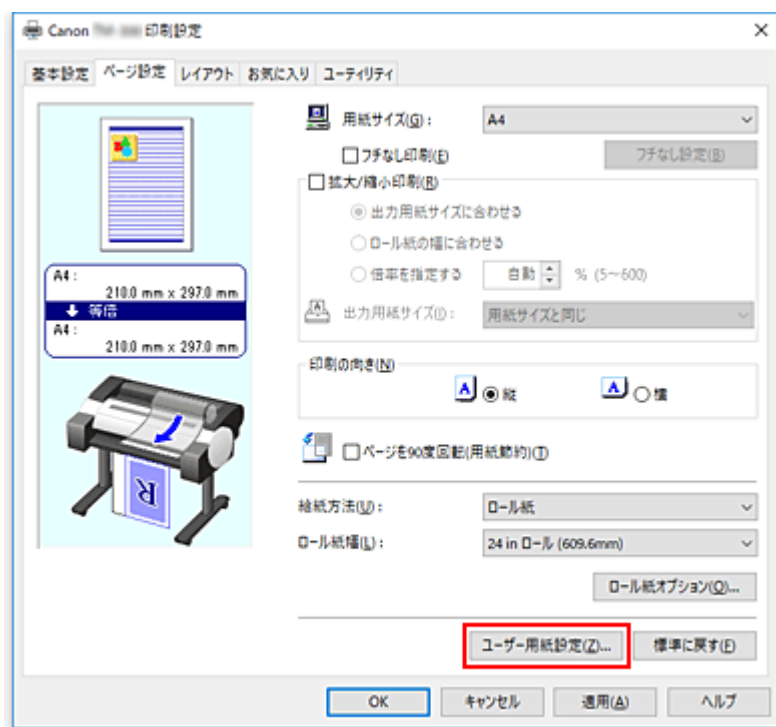 Canon 印刷設定
基本設定 ページ設定 レイアウト お気に入り ユーティリティ
用紙サイズ(G): A4
フチなし印刷(E) フチなし設定(B)
拡大/縮小印刷(R)
出力用紙サイズに合わせる
ロール紙の幅に合わせる
倍率を指定する 自動 % (5～600)
出力用紙サイズ(I): 用紙サイズと同じ
A4:
210.0 mm x 297.0 mm
等倍
A4:
210.0 mm x 297.0 mm
印刷の向き(N)
A 縦 A 横
ページを90度回転(用紙節約)(T)
R
給紙方法(U): ロール紙
ロール紙幅(L): 24 in ロール (609.6mm)
ロール紙オプション(Q)...
ユーザー用紙設定(Z)... 標準に戻す(F)
OK キャンセル 適用(A) ヘルプ